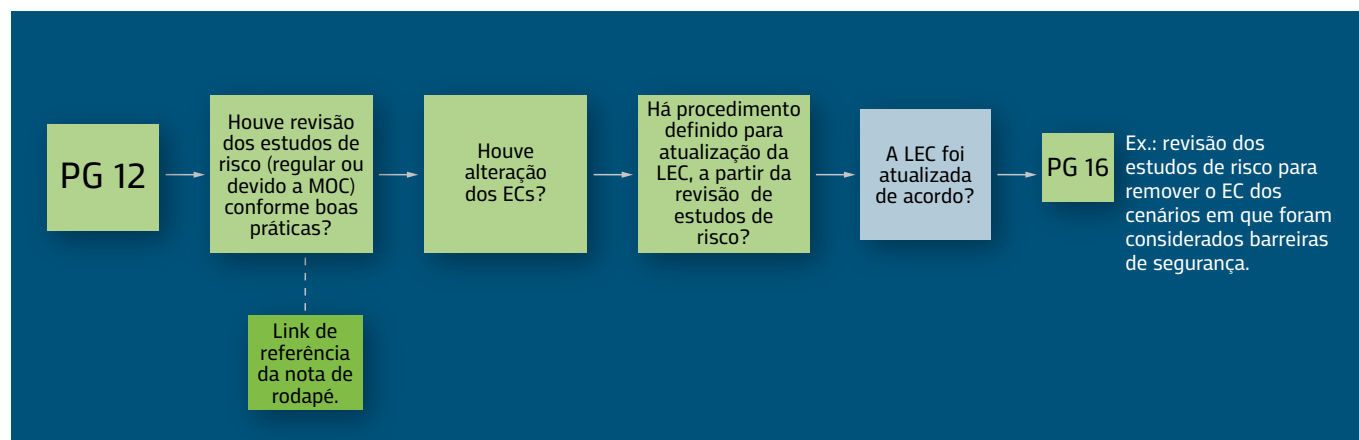 PG 12
Houve revisão
dos estudos de
risco (regular ou
devido a MOC)
conforme boas
práticas?
Link de
referência
da nota de
rodapé.
Houve
alteração
dos ECs?
Há procedimento
definido para
atualização da
LEC, a partir da
revisão de
estudos de
risco?
A LEC foi
atualizada
de acordo?
PG 16
Ex.: revisão dos
estudos de risco para
remover o EC dos
cenários em que foram
considerados barreiras
de segurança.